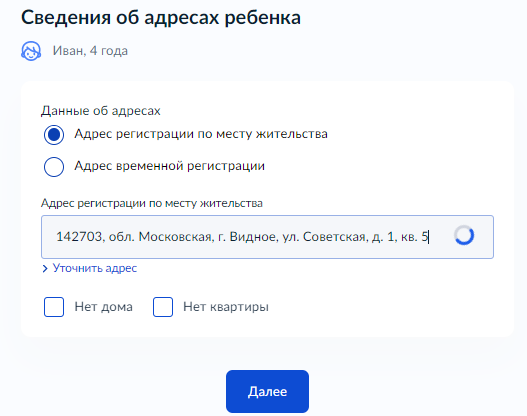 Сведения об адресах ребенка
Иван, 4 года
Данные об адресах
Адрес регистрации по месту жительства
Адрес временной регистрации
Адрес регистрации по месту жительства
142703, обл. Московская, г. Видное, ул. Советская, д. 1, кв. 5
Уточнить адрес
Нет дома Нет квартиры
Далее